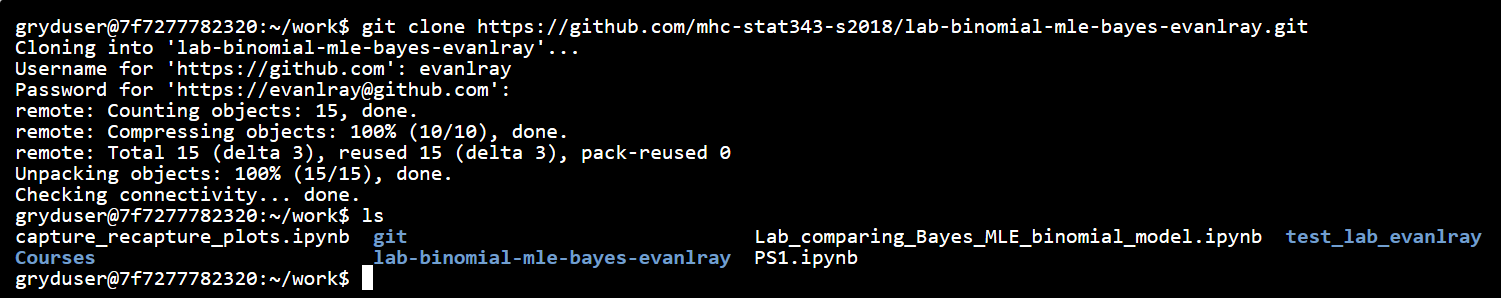 gryduser@7f7277782320:~/work$ git clone https://github.com/mhc-stat343-s2018/lab-binomial-mle-bayes-evanlray.git
Cloning into 'lab-binomial-mle-bayes-evanlray'...
Username for 'https://github.com': evanlray
Password for 'https://evanlray@github.com':
remote: Counting objects: 15, done.
remote: Compressing objects: 100% (10/10), done.
remote: Total 15 (delta 3), reused 15 (delta 3), pack-reused 0
Unpacking objects: 100% (15/15), done.
Checking connectivity... done.
gryduser@7f7277782320:~/work$ ls
capture_recapture_plots.ipynb  git                              Lab_comparing_Bayes_MLE_binomial_model.ipynb  test_lab_evanlray
Courses                        lab-binomial-mle-bayes-evanlray  PS1.ipynb
gryduser@7f7277782320:~/work$